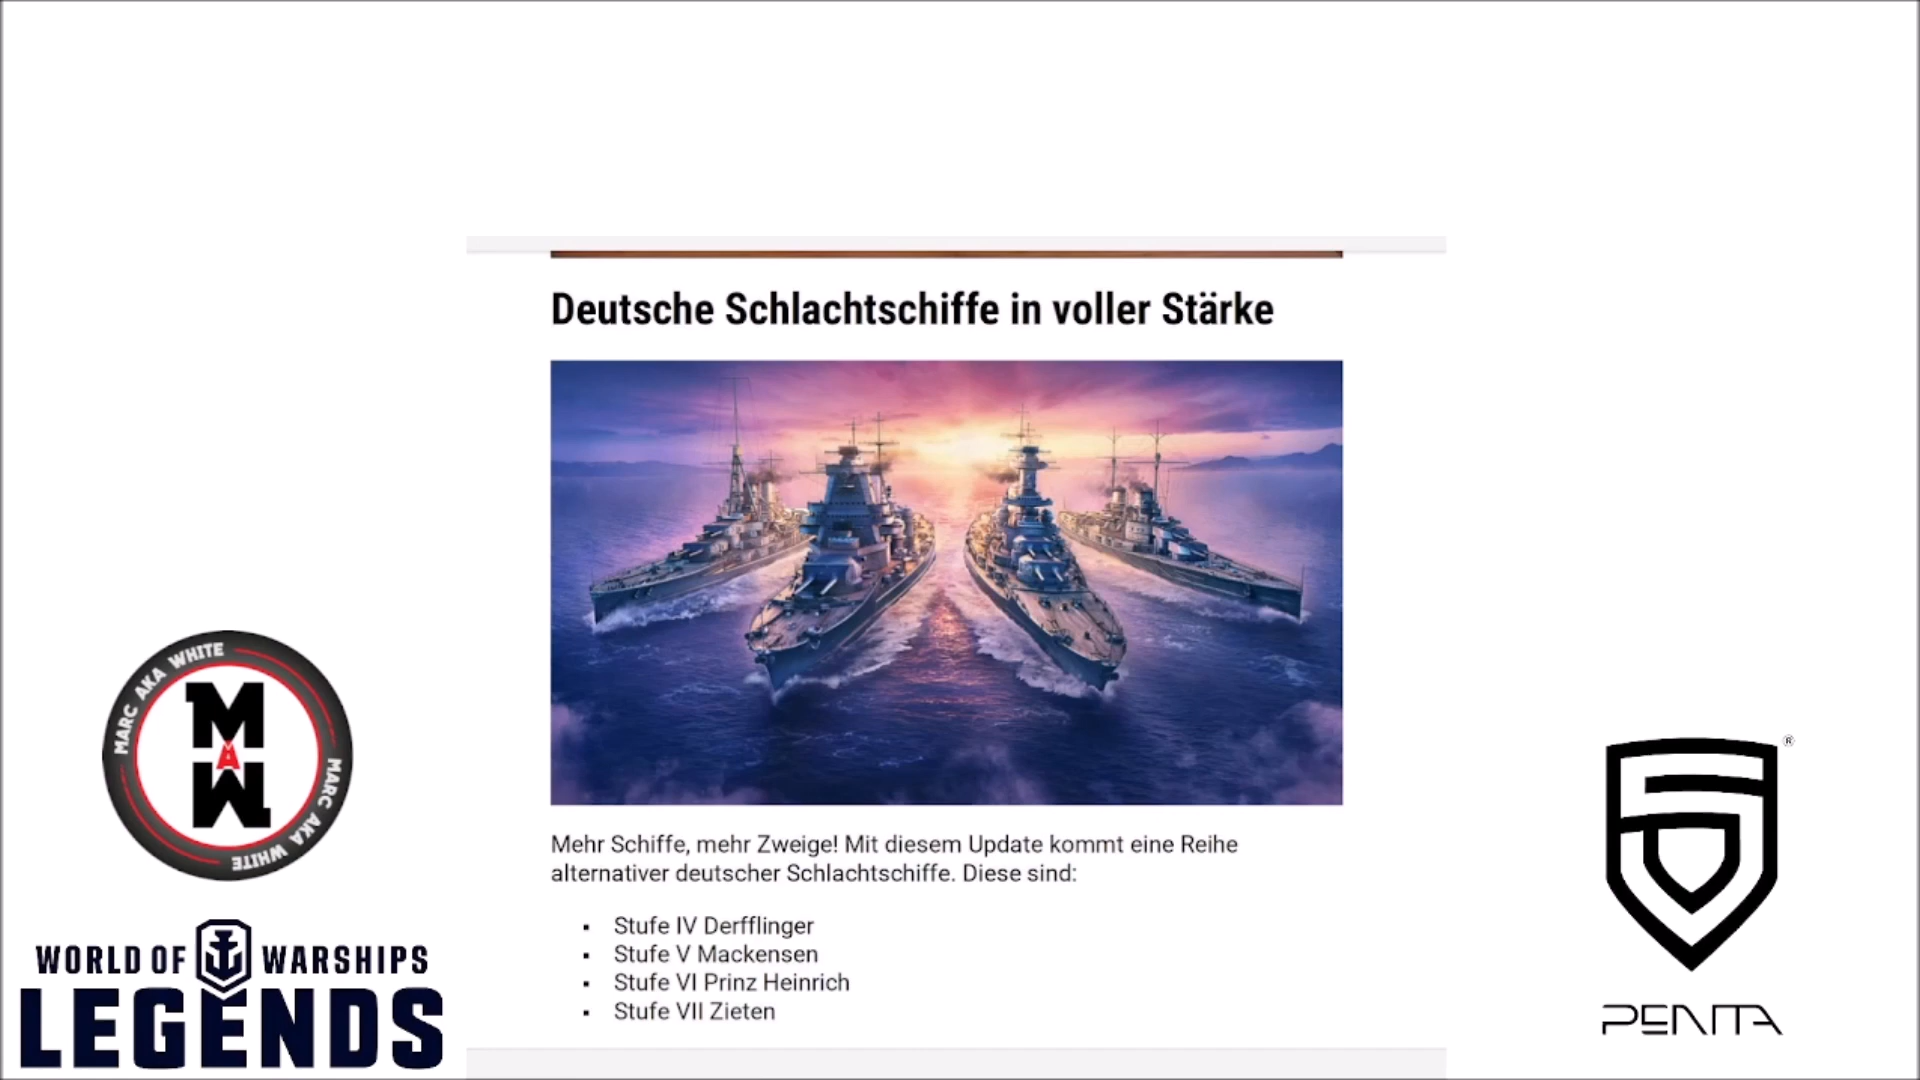 Deutsche Schlachtschiffe in voller Stärke
Mehr Schiffe, mehr Zweige! Mit diesem Update kommt eine Reihe
alternativer deutscher Schlachtschiffe. Diese sind:
▪ Stufe IV Derfflinger
▪ Stufe V Mackensen
▪ Stufe VI Prinz Heinrich
▪ Stufe VII Zieten
MARC AKA WHITE
MARC AKA WHITE
M
A
W
WORLD OF WARSHIPS
LEGENDS
®
PENTA